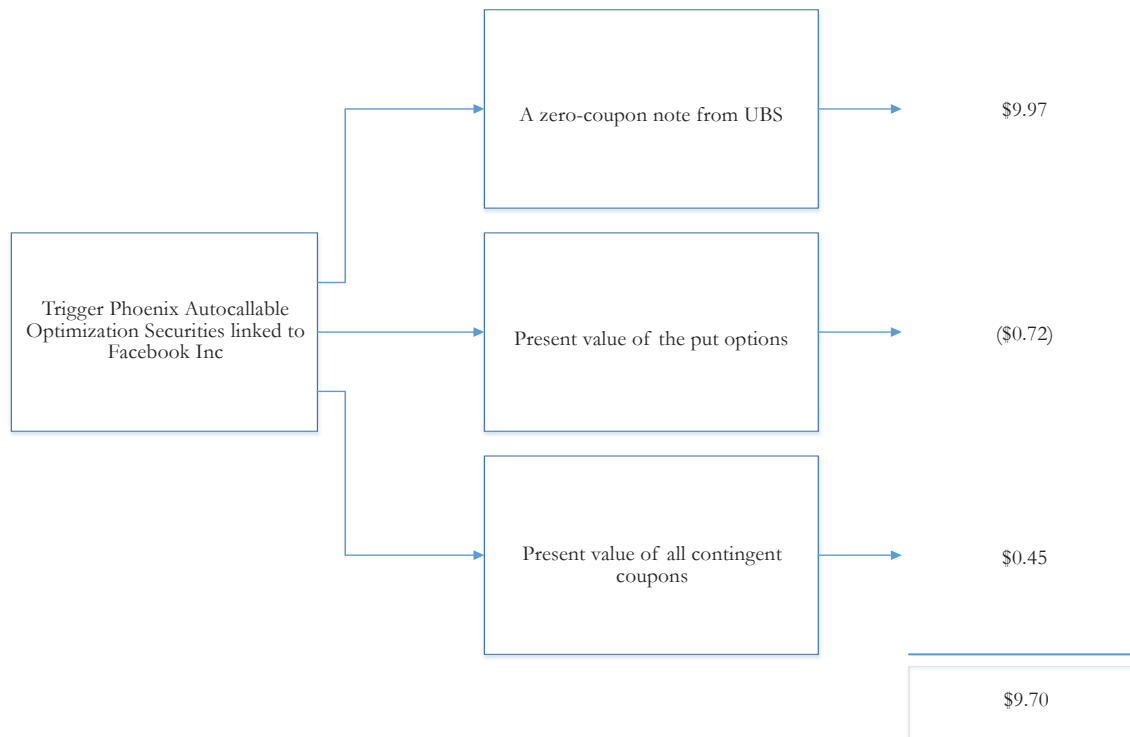 A zero-coupon note from UBS
$9.97
Trigger Phoenix Autocallable
Optimization Securities linked to
Facebook Inc
Present value of the put options
($0.72)
Present value of all contingent
coupons
$0.45
$9.70